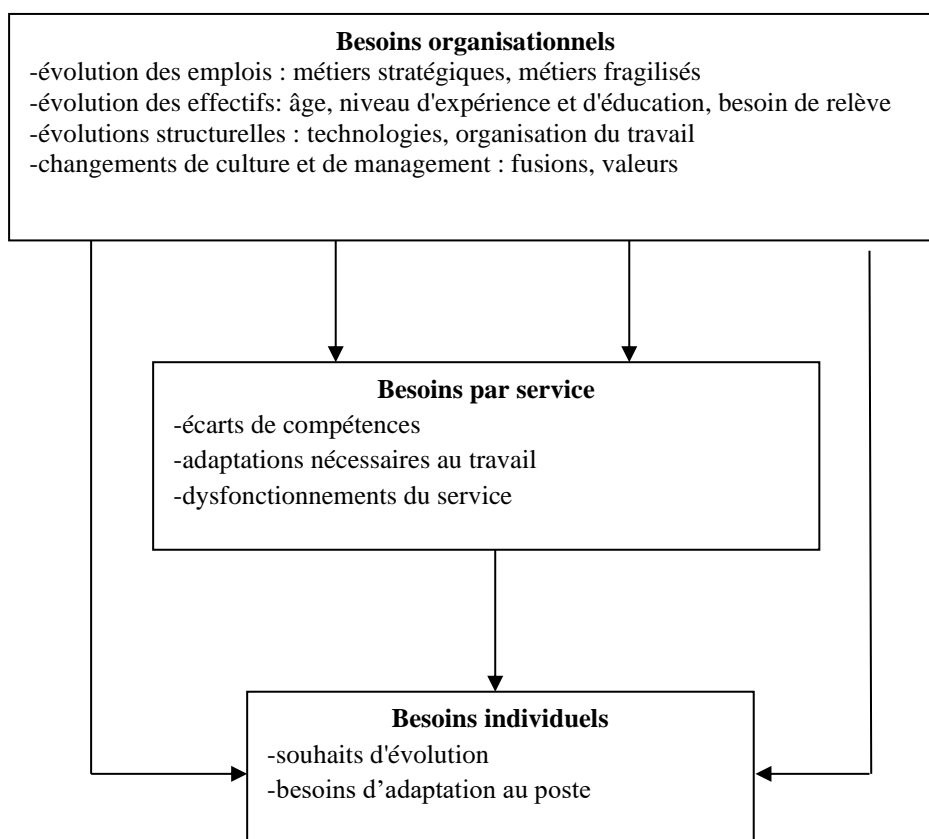 Besoins organisationnels
-évolution des emplois : métiers stratégiques, métiers fragilisés
-évolution des effectifs: âge, niveau d'expérience et d'éducation, besoin de relève
-évolutions structurelles : technologies, organisation du travail
-changements de culture et de management : fusions, valeurs
Besoins par service
-écarts de compétences
-adaptations nécessaires au travail
-dysfonctionnements du service
Besoins individuels
-souhaits d'évolution
-besoins d’adaptation au poste